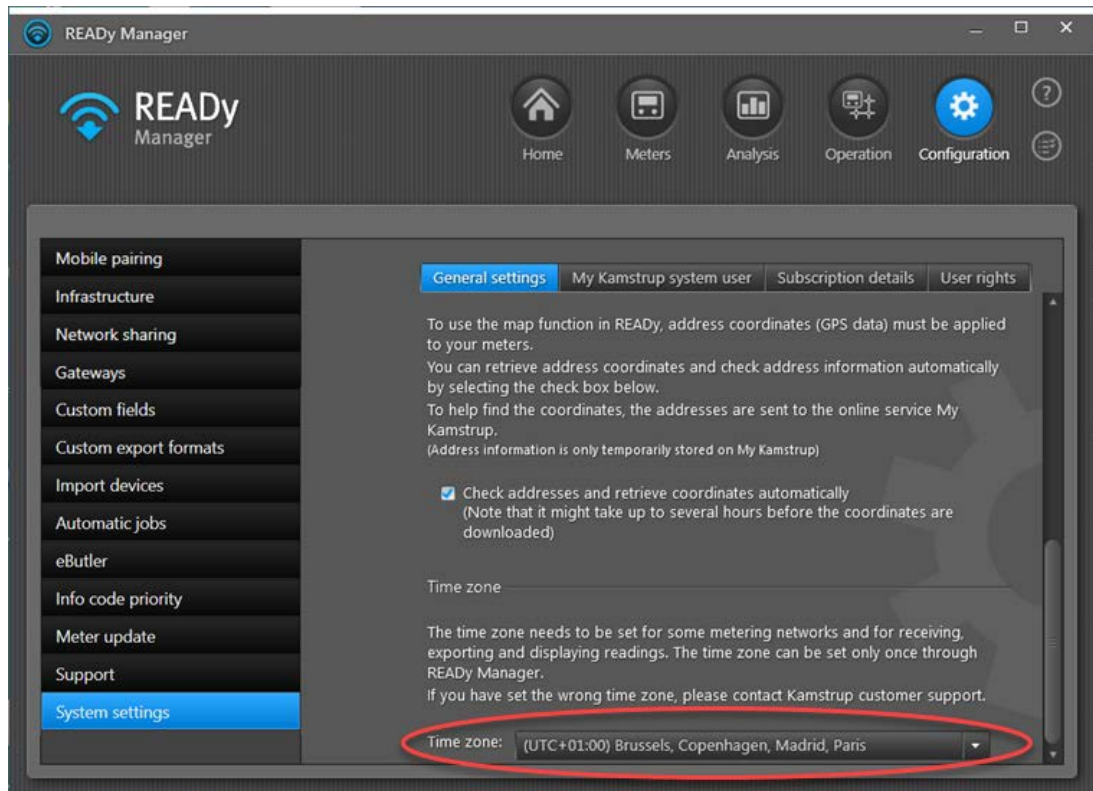 READy Manager
READy
Manager
Home
Meters
Analysis
Operation
Configuration
Mobile pairing
Infrastructure
Network sharing
Gateways
Custom fields
Custom export formats
Import devices
Automatic jobs
eButler
Info code priority
Meter update
Support
System settings
General settings
My Kamstrup system user
Subscription details
User rights
To use the map function in READy, address coordinates (GPS data) must be applied
to your meters.
You can retrieve address coordinates and check address information automatically
by selecting the check box below.
To help find the coordinates, the addresses are sent to the online service My
Kamstrup.
(Address information is only temporarily stored on My Kamstrup)
Check addresses and retrieve coordinates automatically
(Note that it might take up to several hours before the coordinates are
downloaded)
Time zone
The time zone needs to be set for some metering networks and for receiving,
exporting and displaying readings. The time zone can be set only once through
READy Manager.
If you have set the wrong time zone, please contact Kamstrup customer support.
Time zone: (UTC+01:00) Brussels, Copenhagen, Madrid, Paris